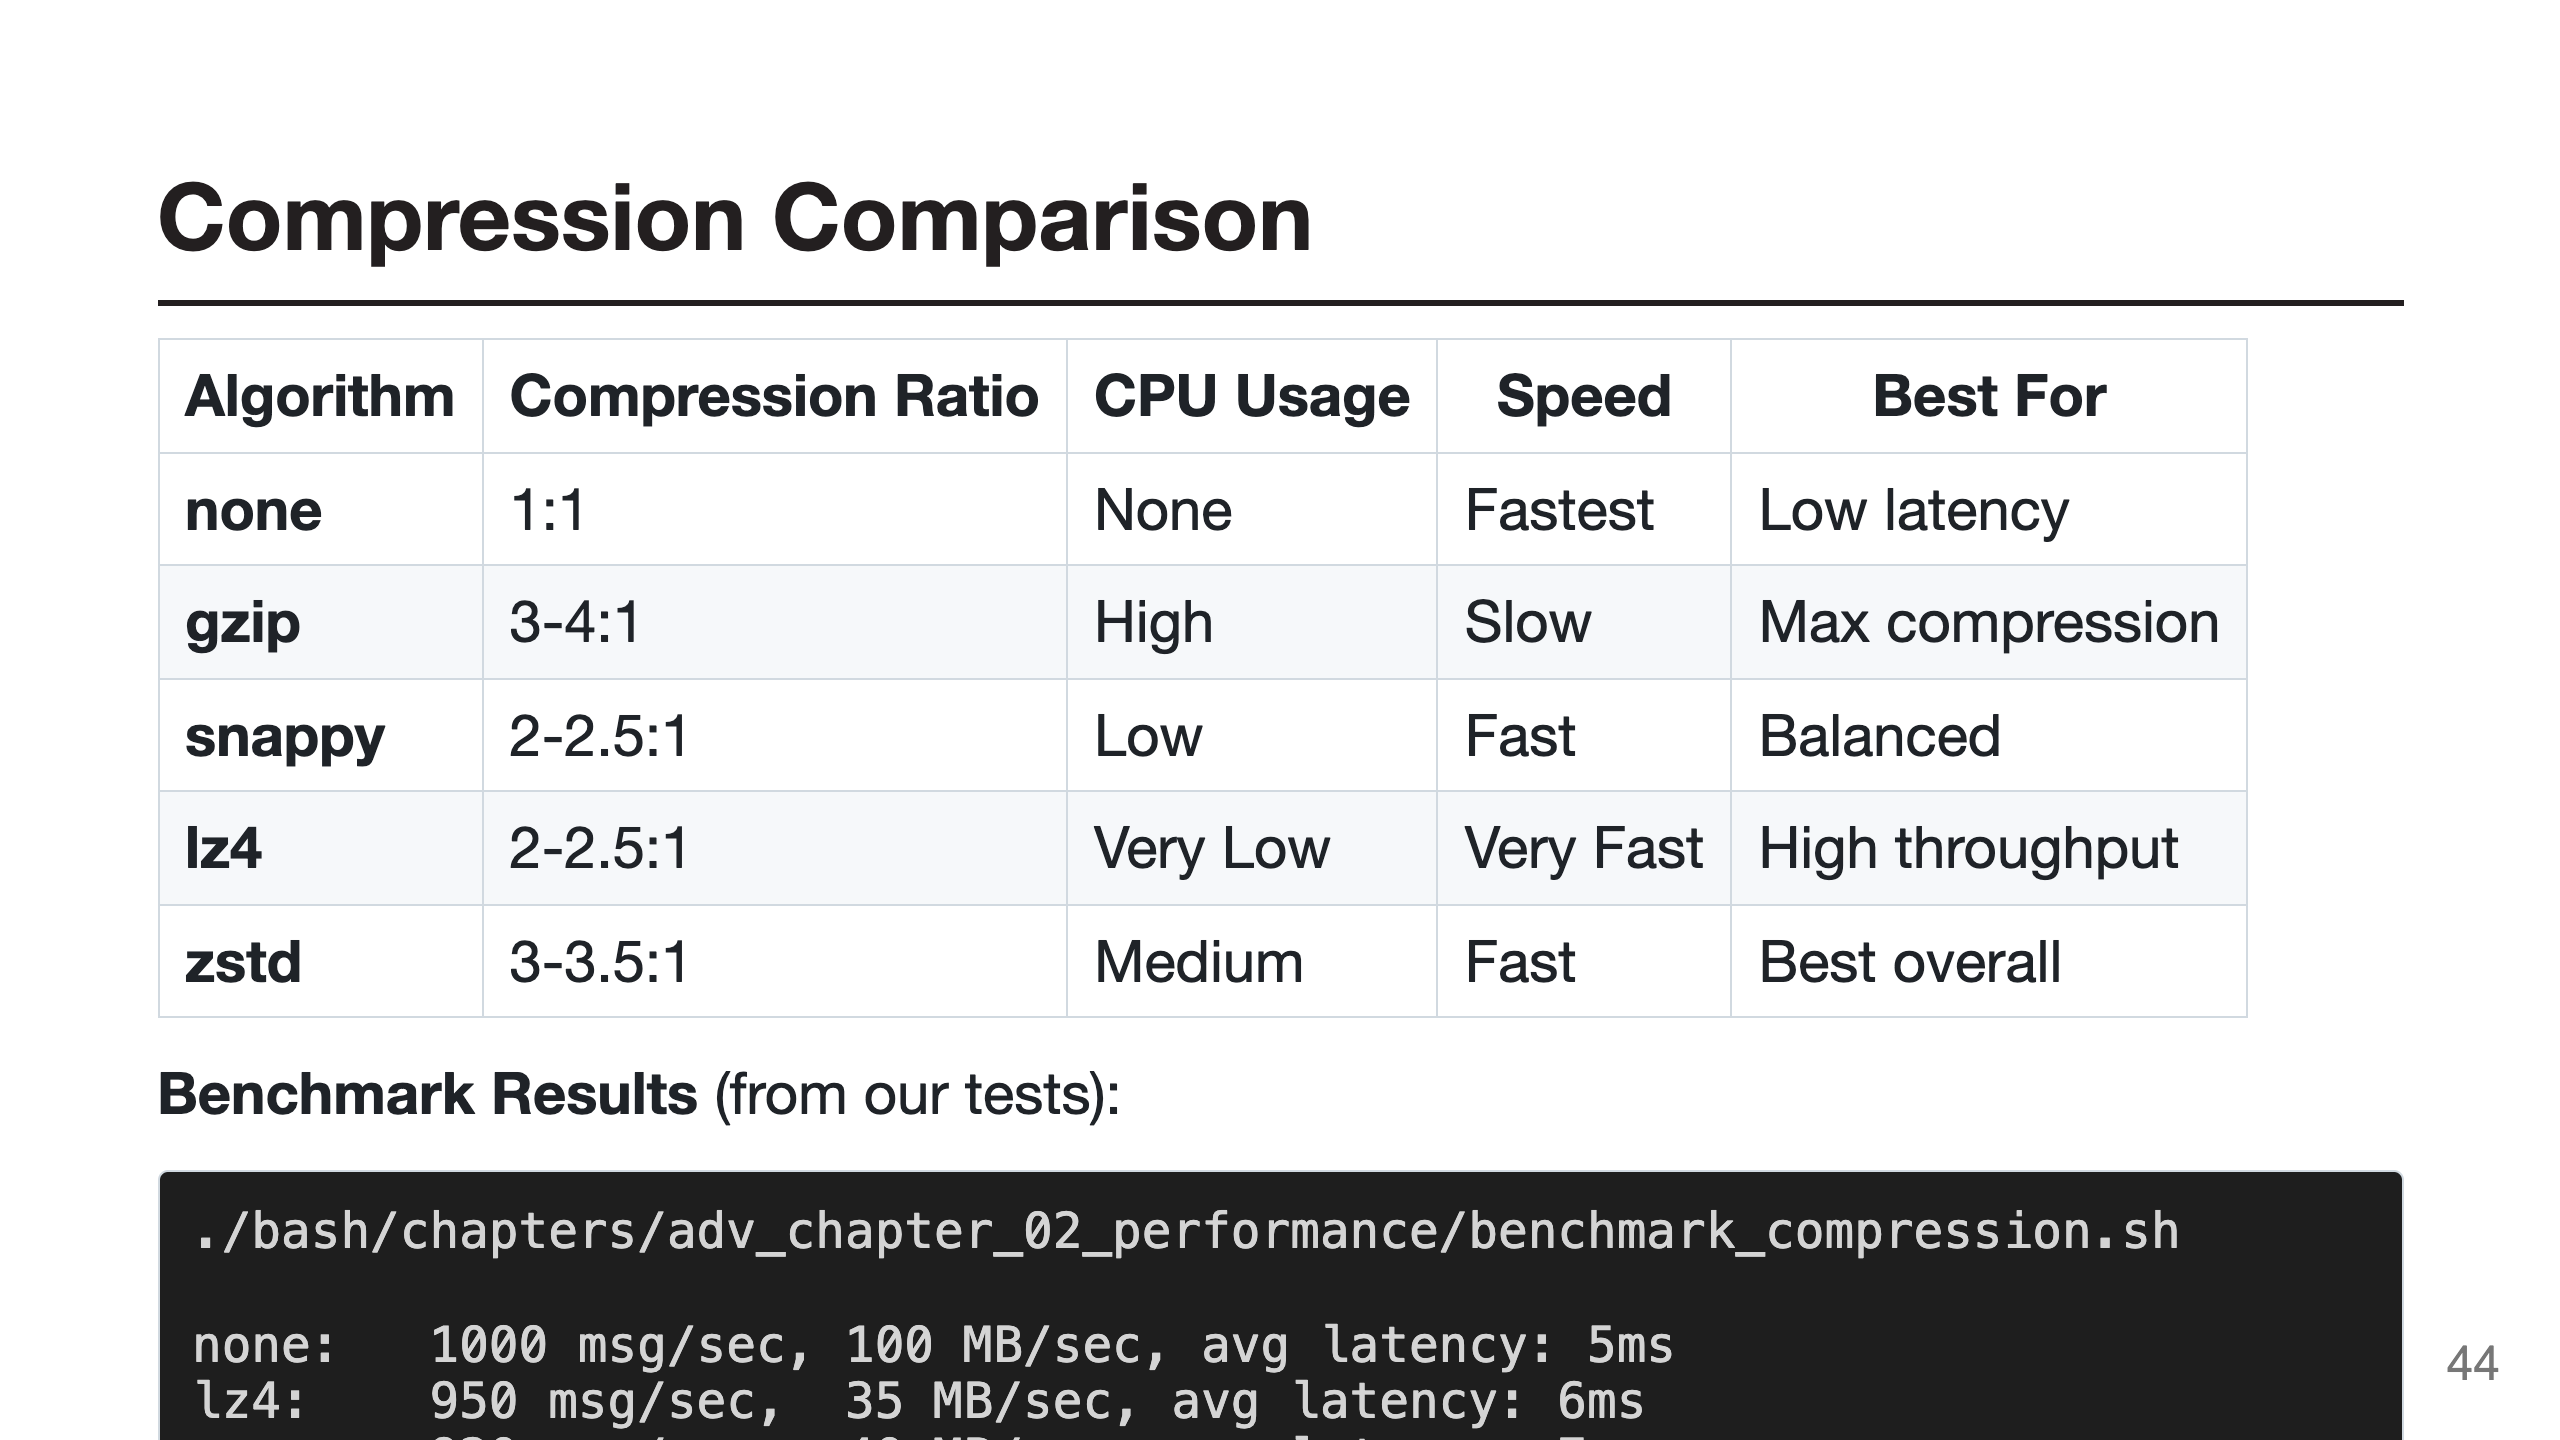 Compression Comparison
Algorithm Compression Ratio CPU Usage Speed Best For
none 1:1 None Fastest Low latency
gzip 3-4:1 High Slow Max compression
snappy 2-2.5:1 Low Fast Balanced
lz4 2-2.5:1 Very Low Very Fast High throughput
zstd 3-3.5:1 Medium Fast Best overall
Benchmark Results (from our tests):
./bash/chapters/adv_chapter_02_performance/benchmark_compression.sh
none:   1000 msg/sec, 100 MB/sec, avg latency: 5ms
lz4:    950 msg/sec,  35 MB/sec, avg latency: 6ms
44